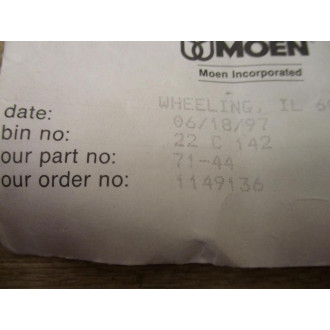 MOEN
Moen Incorporated
WHEELING, IL 6
date: 06/18/97
bin no: 22 C 142
our part no: 71-44
our order no: 1149136